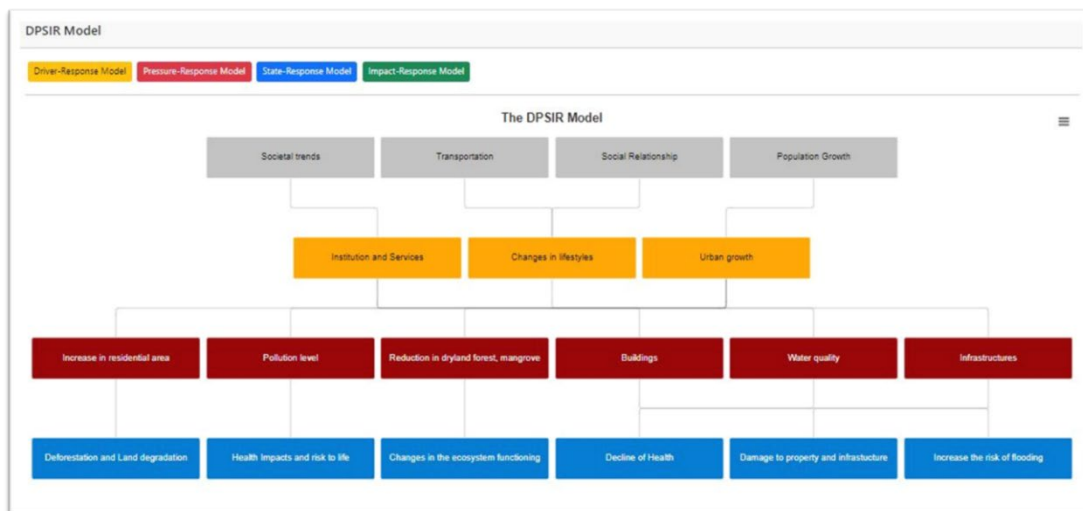 DPSIR Model
Driver-Response Model Pressure-Response Model State-Response Model Impact-Response Model
The DPSIR Model
Societal trends Transportation Social Relationship Population Growth
Institution and Services Changes in lifestyles Urban growth
Increase in residential area Pollution level Reduction in dryland forest, mangrove Buildings Water quality Infrastructures
Deforestation and Land degradation Health Impacts and risk to life Changes in the ecosystem functioning Decline of Health Damage to property and infrastucture Increase the risk of flooding